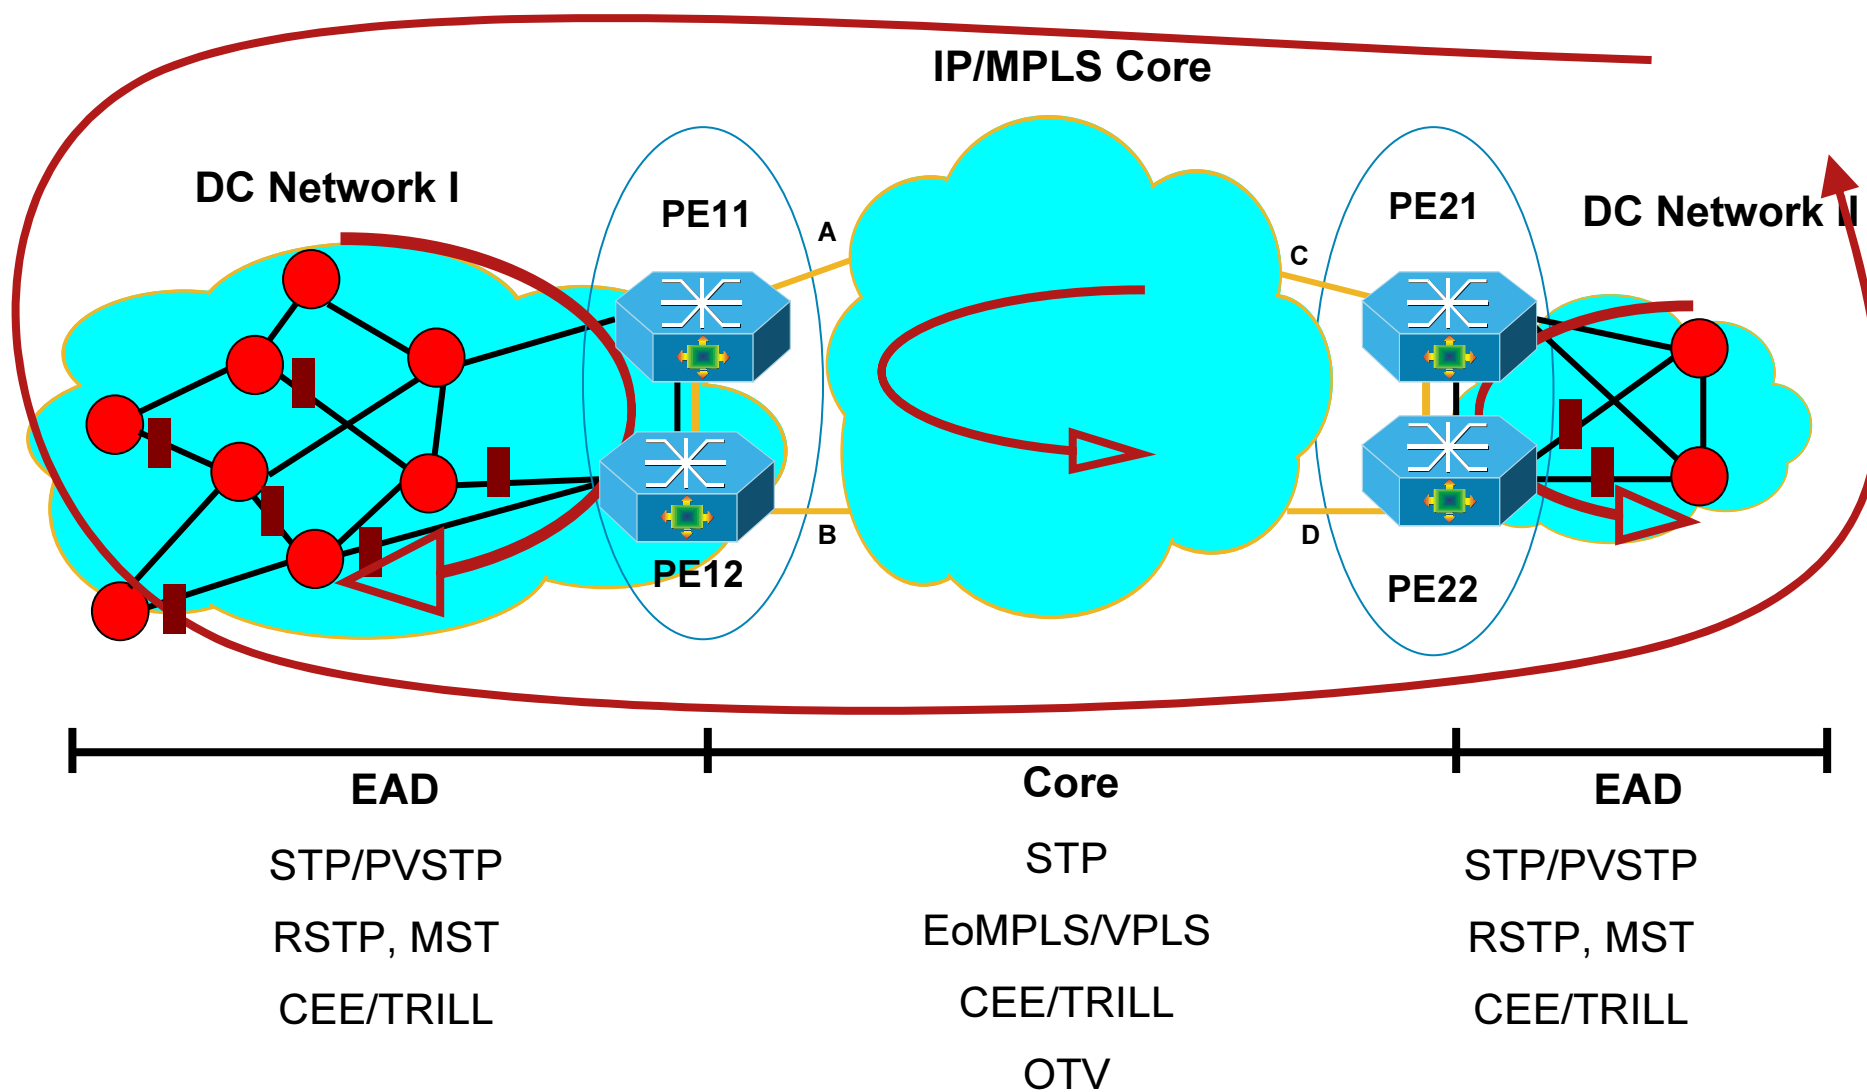 IP/MPLS Core
DC Network I
PE11
A
C
PE21
DC Network II
B
PE12
D
PE22
EAD
STP/PVSTP
RSTP, MST
CEE/TRILL
Core
STP
EoMPLS/VPLS
CEE/TRILL
OTV
EAD
STP/PVSTP
RSTP, MST
CEE/TRILL